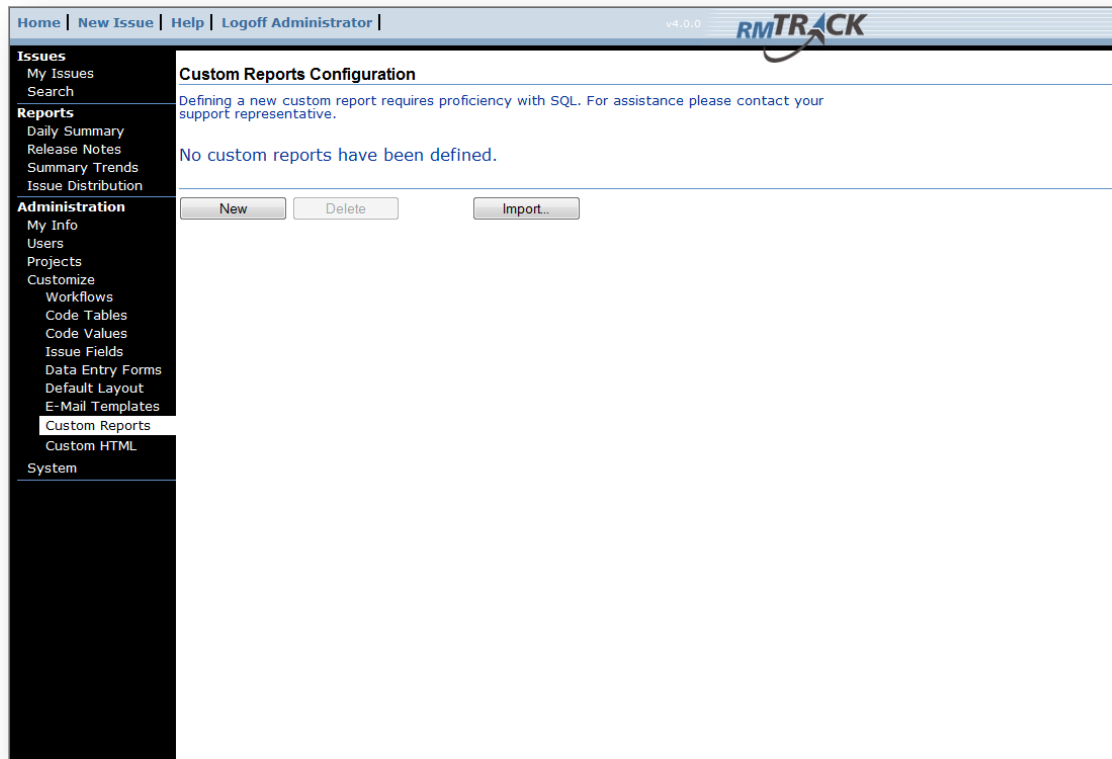 Home | New Issue | Help | Logoff Administrator |
v4.0.0
RMTRACK
Issues
My Issues
Search
Reports
Daily Summary
Release Notes
Summary Trends
Issue Distribution
Administration
My Info
Users
Projects
Customize
Workflows
Code Tables
Code Values
Issue Fields
Data Entry Forms
Default Layout
E-Mail Templates
Custom Reports
Custom HTML
System
Custom Reports Configuration
Defining a new custom report requires proficiency with SQL. For assistance please contact your
support representative.
No custom reports have been defined.
New Delete Import...